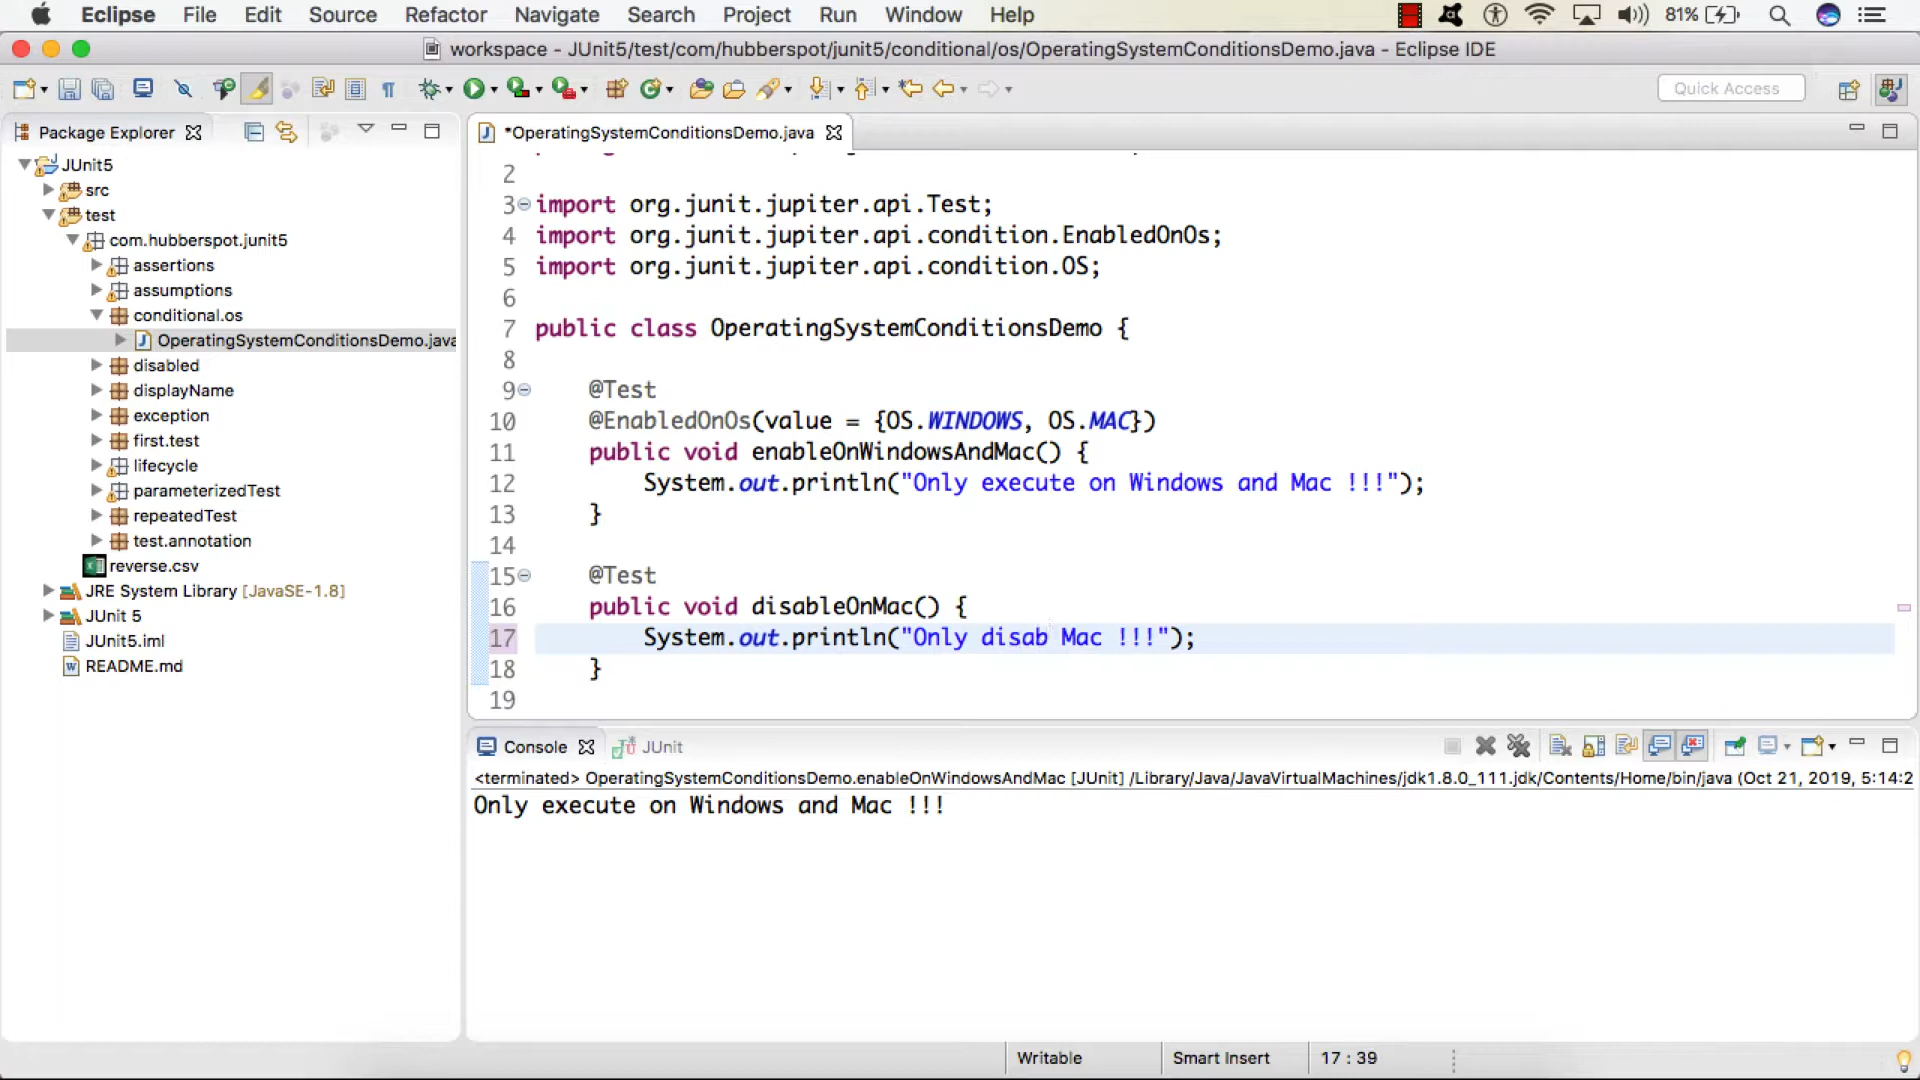 Eclipse File Edit Source Refactor Navigate Search Project Run Window Help 81%
workspace - JUnit5/test/com/hubberspot/junit5/conditional/os/OperatingSystemConditionsDemo.java - Eclipse IDE
Quick Access
Package Explorer
JUnit5
src
test
com.hubberspot.junit5
assertions
assumptions
conditional.os
OperatingSystemConditionsDemo.java
disabled
displayName
exception
first.test
lifecycle
parameterizedTest
repeatedTest
test.annotation
reverse.csv
JRE System Library [JavaSE-1.8]
JUnit 5
JUnit5.iml
README.md
*OperatingSystemConditionsDemo.java
2
3 import org.junit.jupiter.api.Test;
4 import org.junit.jupiter.api.condition.EnabledOnOs;
5 import org.junit.jupiter.api.condition.OS;
6
7 public class OperatingSystemConditionsDemo {
8
9 @Test
10 @EnabledOnOs(value = {OS.WINDOWS, OS.MAC})
11 public void enableOnWindowsAndMac() {
12 System.out.println("Only execute on Windows and Mac !!!");
13 }
14
15 @Test
16 public void disableOnMac() {
17 System.out.println("Only disab Mac !!!");
18 }
19
Console JUnit
<terminated> OperatingSystemConditionsDemo.enableOnWindowsAndMac [JUnit] /Library/Java/JavaVirtualMachines/jdk1.8.0_111.jdk/Contents/Home/bin/java (Oct 21, 2019, 5:14:2
Only execute on Windows and Mac !!!
Writable Smart Insert 17 : 39